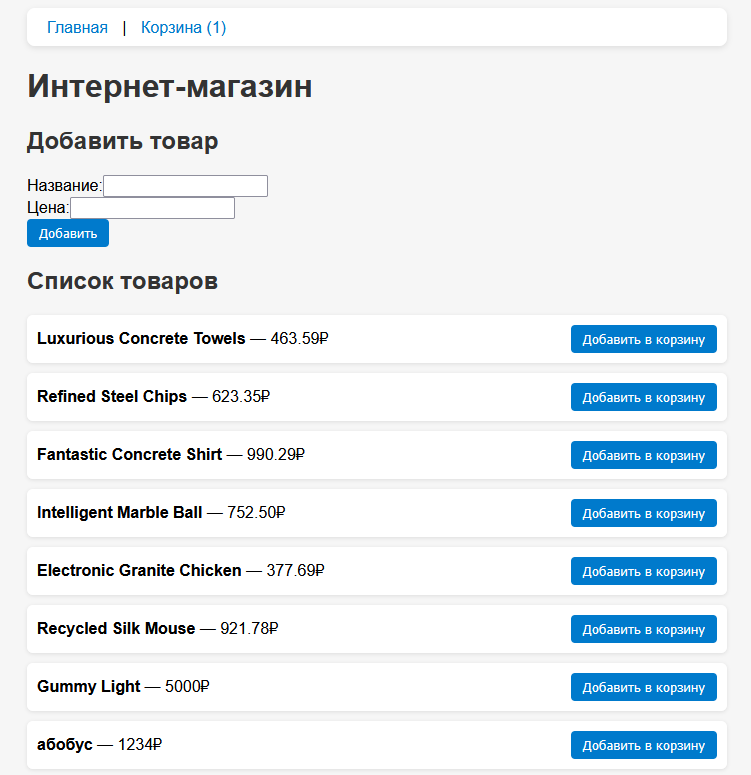 Главная | Корзина (1)
Интернет-магазин
Добавить товар
Название:
Цена:
Добавить
Список товаров
Luxurious Concrete Towels — 463.59₽ Добавить в корзину
Refined Steel Chips — 623.35₽ Добавить в корзину
Fantastic Concrete Shirt — 990.29₽ Добавить в корзину
Intelligent Marble Ball — 752.50₽ Добавить в корзину
Electronic Granite Chicken — 377.69₽ Добавить в корзину
Recycled Silk Mouse — 921.78₽ Добавить в корзину
Gummy Light — 5000₽ Добавить в корзину
абобус — 1234₽ Добавить в корзину